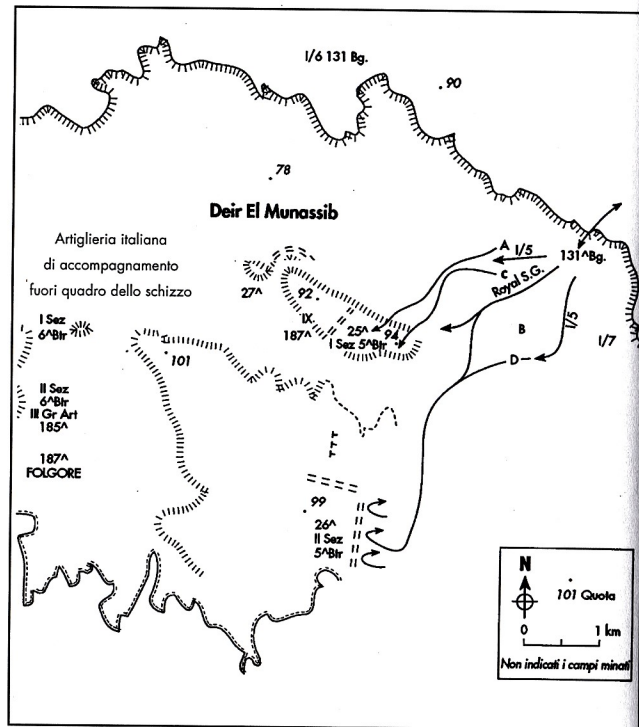 I/6 131 Bg.
90
78
Deir El Munassib
Artiglieria italiana
di accompagnamento
fuori quadro dello schizzo
A
I/5
131^Bg.
C
Royal S.G.
27^
92
IX
187^
25^
I Sez 5^Btr
B
I/5
I/7
D
I Sez
6^Btr
101
II Sez
6^Btr
III Gr Art
185^
187^
FOLGORE
99
26^
II Sez
5^Btr
N
101 Quota
0 1 km
Non indicati i campi minati